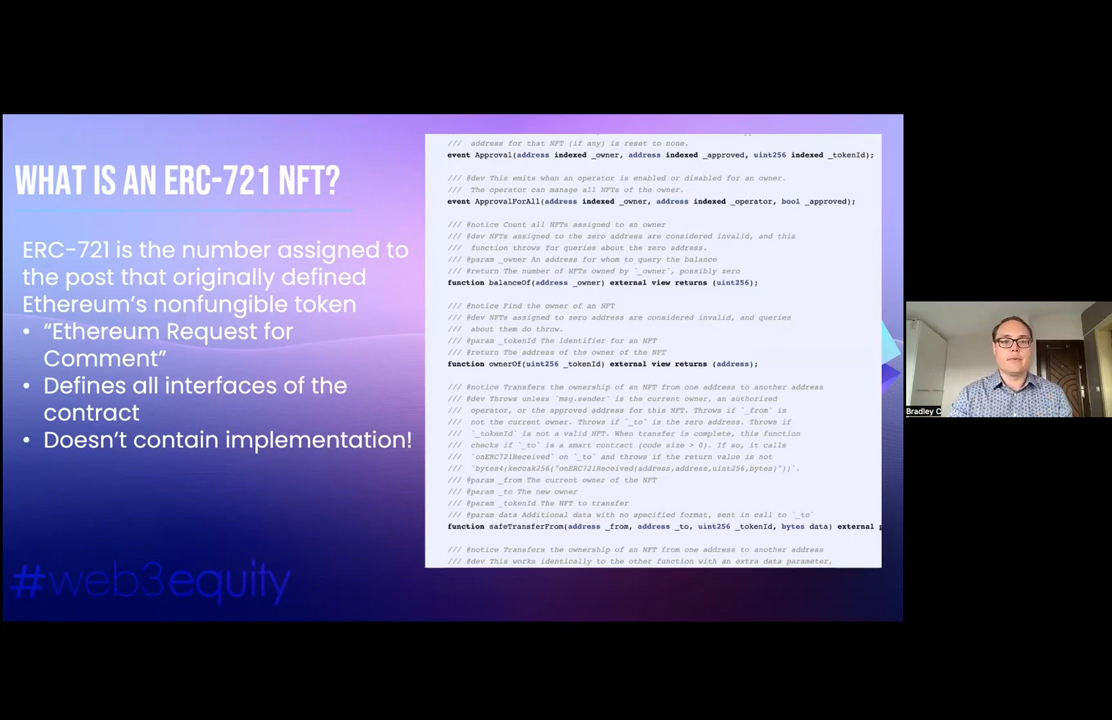 WHAT IS AN ERC-721 NFT?
ERC-721 is the number assigned to
the post that originally defined
Ethereum's nonfungible token
• "Ethereum Request for
Comment"
• Defines all interfaces of the
contract
• Doesn't contain implementation!
#web3equity
/// address for that NFT (if any) is reset to none.
event Approval(address indexed _owner, address indexed _approved, uint256 indexed _tokenId);
/// #dev This emits when an operator is enabled or disabled for an owner.
/// The operator can manage all NFTs of the owner.
event ApprovalForAll(address indexed _owner, address indexed _operator, bool _approved);
/// #notice Count all NFTs assigned to an owner
/// #dev NFTs assigned to the zero address are considered invalid, and this
/// function throws for queries about the zero address.
/// #param _owner An address for whom to query the balance
/// #return The number of NFTs owned by `_owner`, possibly zero
function balanceOf(address _owner) external view returns (uint256);
/// #notice Find the owner of an NFT
/// #dev NFTs assigned to zero address are considered invalid, and queries
/// about them do throw.
/// #param _tokenId The identifier for an NFT
/// #return The address of the owner of the NFT
function ownerOf(uint256 _tokenId) external view returns (address);
/// #notice Transfers the ownership of an NFT from one address to another address
/// #dev Throws unless `msg.sender` is the current owner, an authorized
/// operator, or the approved address for this NFT. Throws if `_from` is
/// not the current owner. Throws if `_to` is the zero address. Throws if
/// `_tokenId` is not a valid NFT. When transfer is complete, this function
/// checks if `_to` is a smart contract (code size > 0). If so, it calls
/// `onERC721Received` on `_to` and throws if the return value is not
/// `bytes4(keccak256("onERC721Received(address,address,uint256,bytes)"))`.
/// #param _from The current owner of the NFT
/// #param _to The new owner
/// #param _tokenId The NFT to transfer
/// #param data Additional data with no specified format, sent in call to `_to`
function safeTransferFrom(address _from, address _to, uint256 _tokenId, bytes data) external p
/// #notice Transfers the ownership of an NFT from one address to another address
/// #dev This works identically to the other function with an extra data parameter,
Bradley C